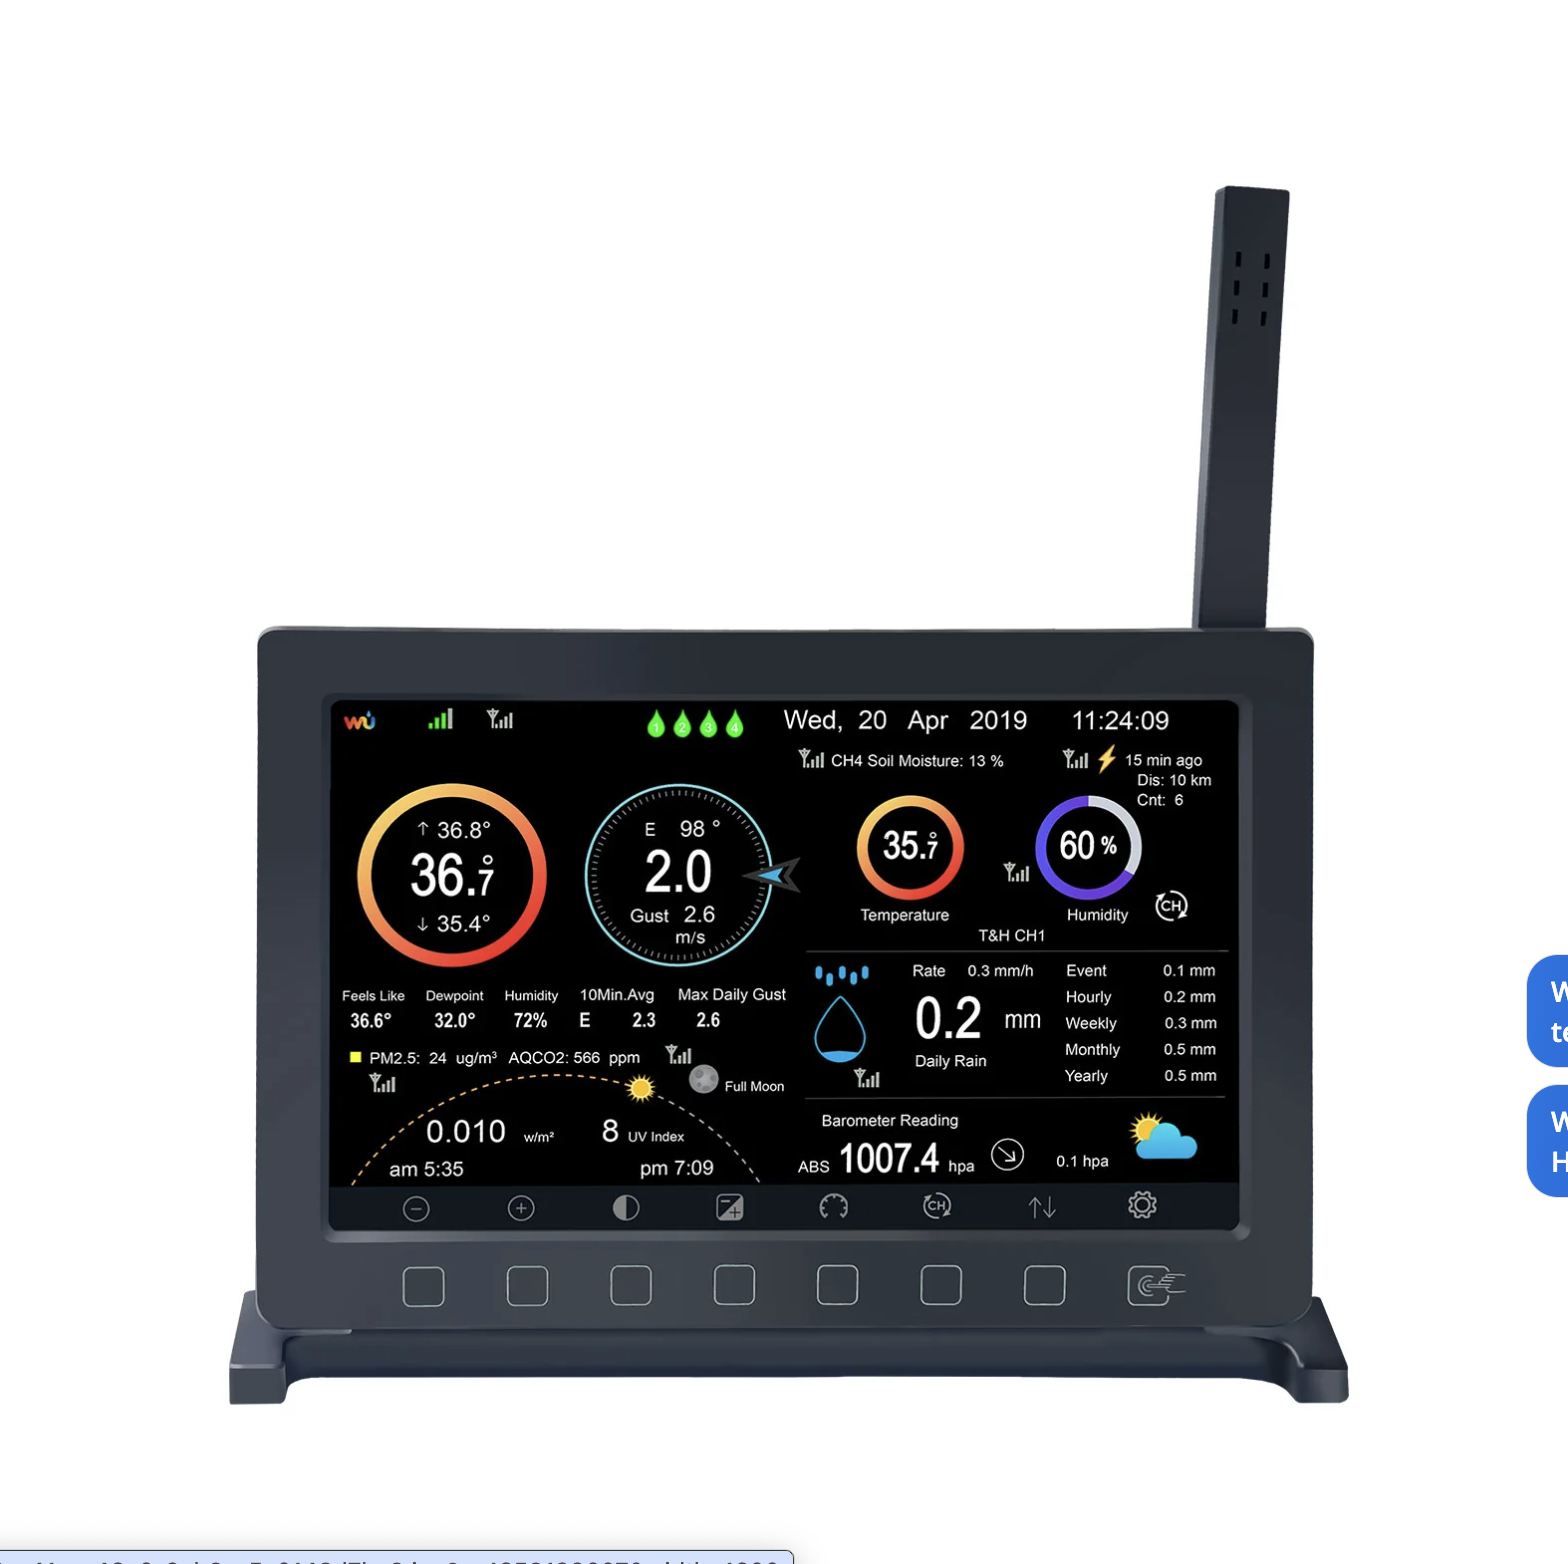 Wed, 20 Apr 2019 11:24:09
1 2 3 4
CH4 Soil Moisture: 13 %
15 min ago
Dis: 10 km
Cnt: 6
↑ 36.8°
36.7°
↓ 35.4°
E 98 °
2.0
Gust 2.6
m/s
35.7°
Temperature
60 %
Humidity
CH
T&H CH1
Feels Like Dewpoint Humidity 10Min.Avg Max Daily Gust
36.6° 32.0° 72% E 2.3 2.6
PM2.5: 24 ug/m³ AQCO2: 566 ppm
Full Moon
0.010 w/m² 8 UV Index
am 5:35 pm 7:09
Rate 0.3 mm/h
0.2 mm
Daily Rain
Event 0.1 mm
Hourly 0.2 mm
Weekly 0.3 mm
Monthly 0.5 mm
Yearly 0.5 mm
Barometer Reading
ABS 1007.4 hpa 0.1 hpa
CH